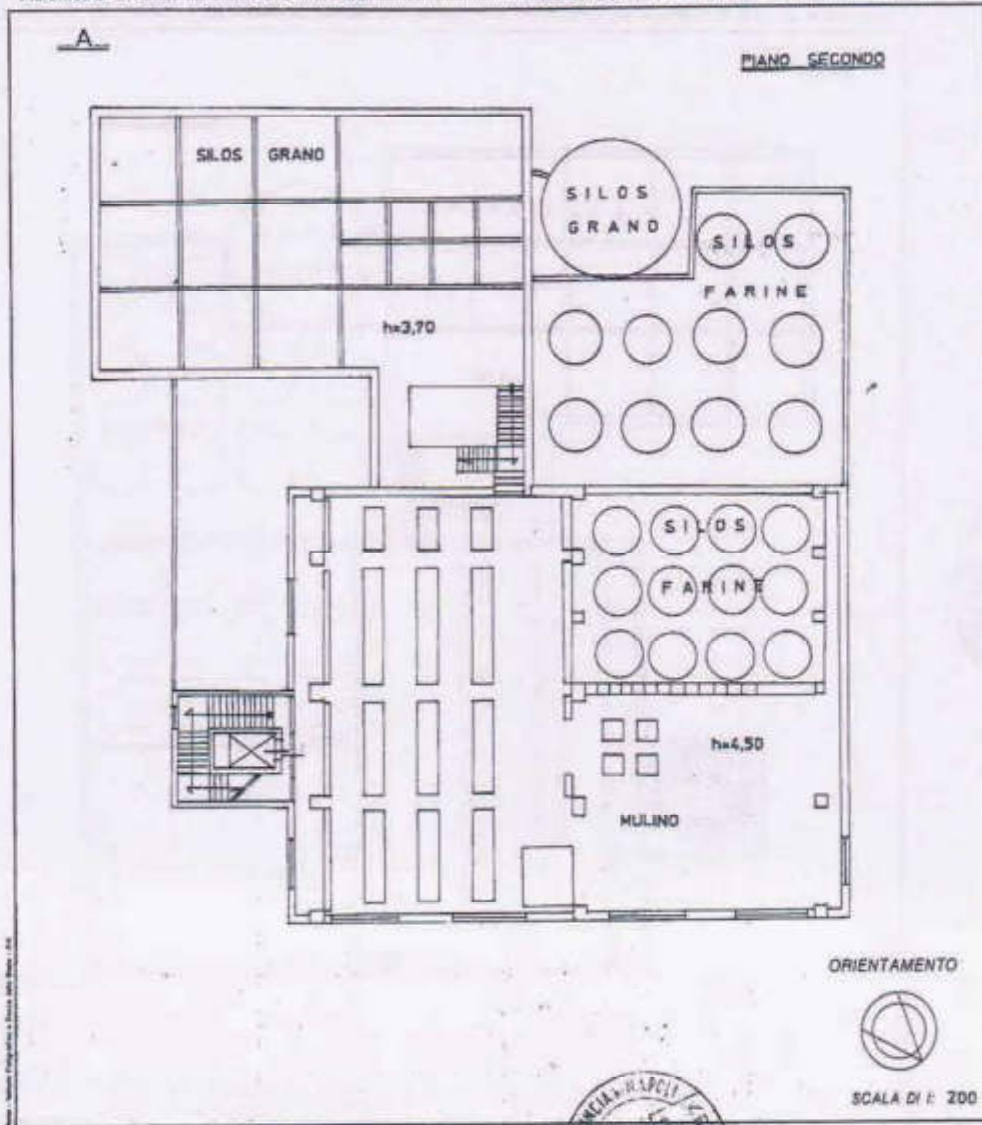 A
PIANO SECONDO
SILOS GRANO
SILOS
GRANO
SILOS
FARINE
h=3,70
SILOS
FARINE
h=4,50
MULINO
ORIENTAMENTO
SCALA DI 1: 200
NAPOLI